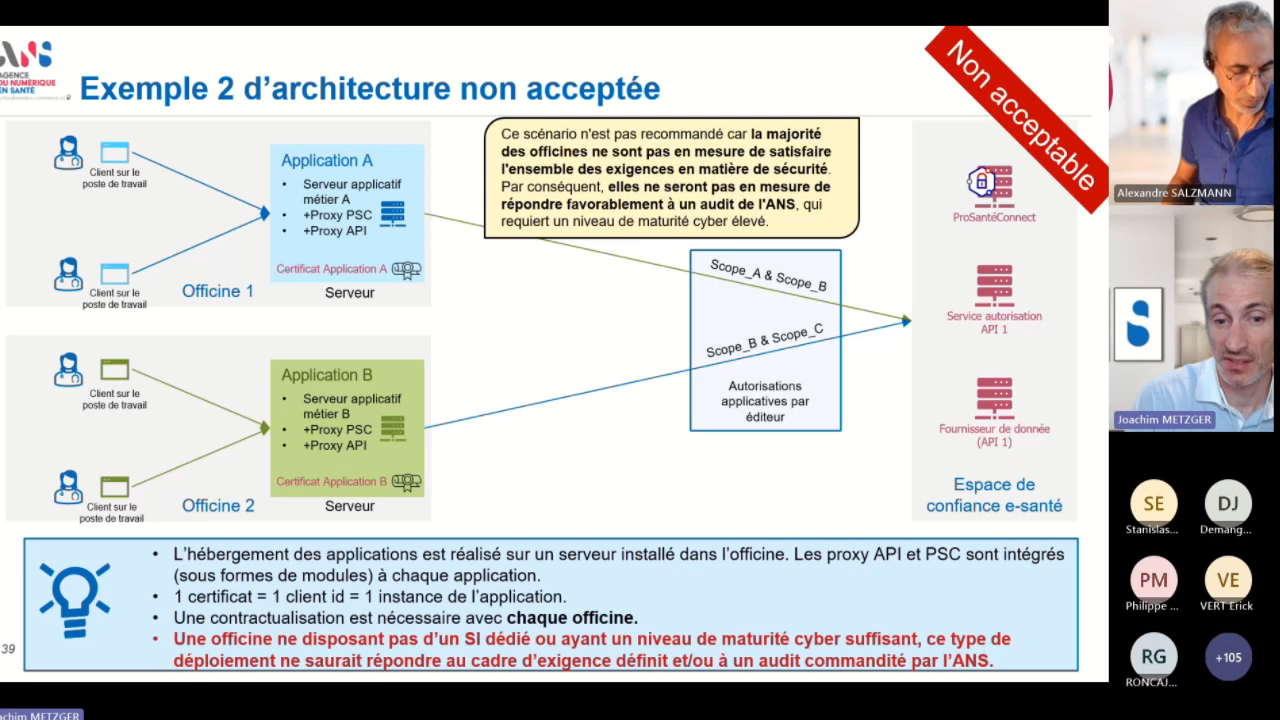 AGENCE
DU NUMÉRIQUE
EN SANTÉ
Exemple 2 d’architecture non acceptée
Non acceptable
Client sur le
poste de travail
Client sur le
poste de travail
Officine 1
Application A
• Serveur applicatif
métier A
• +Proxy PSC
• +Proxy API
Certificat Application A
Serveur
Ce scénario n'est pas recommandé car la majorité
des officines ne sont pas en mesure de satisfaire
l'ensemble des exigences en matière de sécurité.
Par conséquent, elles ne seront pas en mesure de
répondre favorablement à un audit de l'ANS, qui
requiert un niveau de maturité cyber élevé.
Scope_A & Scope_B
Scope_B & Scope_C
Autorisations
applicatives par
éditeur
ProSantéConnect
Service autorisation
API 1
Fournisseur de donnée
(API 1)
Espace de
confiance e-santé
Client sur le
poste de travail
Client sur le
poste de travail
Officine 2
Application B
• Serveur applicatif
métier B
• +Proxy PSC
• +Proxy API
Certificat Application B
Serveur
• L’hébergement des applications est réalisé sur un serveur installé dans l’officine. Les proxy API et PSC sont intégrés
(sous formes de modules) à chaque application.
• 1 certificat = 1 client id = 1 instance de l’application.
• Une contractualisation est nécessaire avec chaque officine.
• Une officine ne disposant pas d’un SI dédié ou ayant un niveau de maturité cyber suffisant, ce type de
déploiement ne saurait répondre au cadre d’exigence définit et/ou à un audit commandité par l’ANS.
39
Alexandre SALZMANN
Joachim METZGER
SE
Stanislas...
DJ
Demang...
PM
Philippe ...
VE
VERT Erick
RG
RONCAJ...
+105
achim METZGER